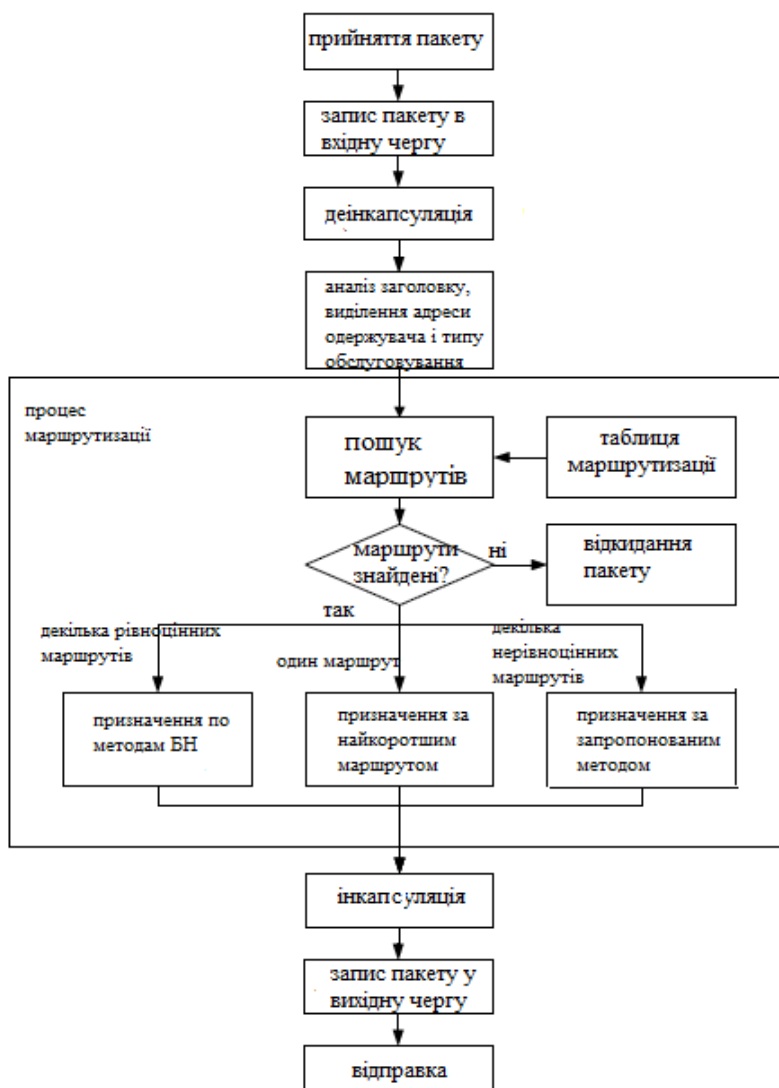 прийняття пакету
запис пакету в
вхідну чергу
деінкапсуляція
аналіз заголовку,
виділення адреси
одержувача і типу
обслуговування
процес
маршрутизації
пошук
маршрутів
таблиця
маршрутизації
маршрути
знайдені?
ні
відкидання
пакету
так
декілька рівноцінних
маршрутів
один маршрут
декілька
нерівноцінних
маршрутів
призначення по
методам БН
призначення за
найкоротшим
маршрутом
призначення за
запропонованим
методом
інкапсуляція
запис пакету у
вихідну чергу
відправка